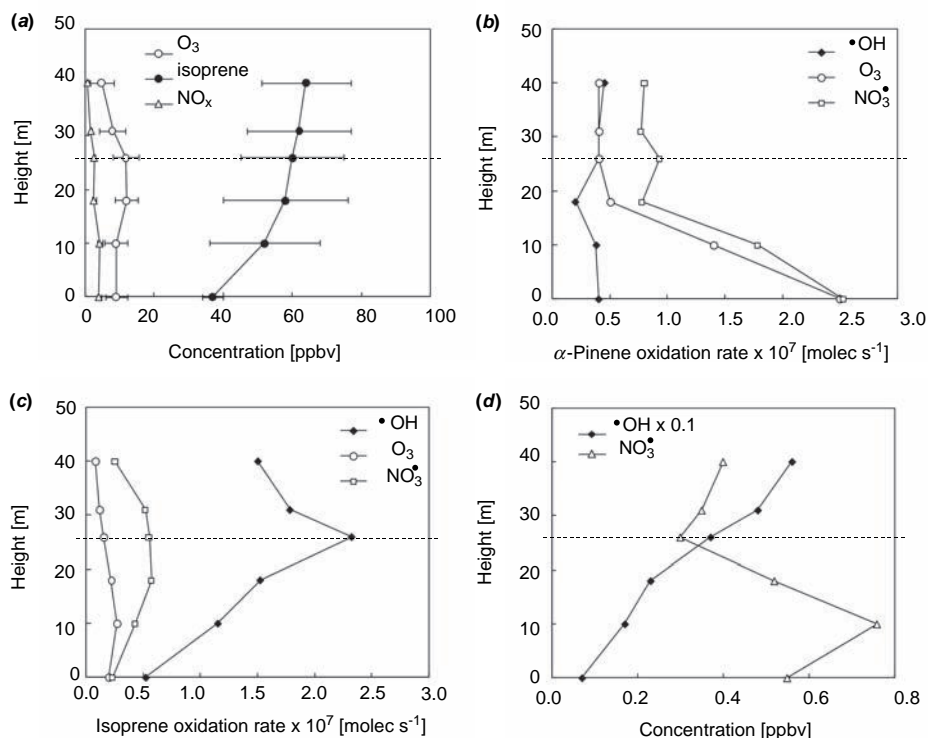 (a)
50
40
30
20
10
0
Height [m]
O3
isoprene
NOx
0 20 40 60 80 100
Concentration [ppbv]
(b)
50
40
30
20
10
0
Height [m]
•OH
O3
NO3•
0.0 0.5 1.0 1.5 2.0 2.5 3.0
α-Pinene oxidation rate x 10⁷ [molec s⁻¹]
(c)
50
40
30
20
10
0
Height [m]
•OH
O3
NO3•
0.0 0.5 1.0 1.5 2.0 2.5 3.0
Isoprene oxidation rate x 10⁷ [molec s⁻¹]
(d)
50
40
30
20
10
0
Height [m]
•OH x 0.1
NO3•
0.0 0.2 0.4 0.6 0.8
Concentration [ppbv]